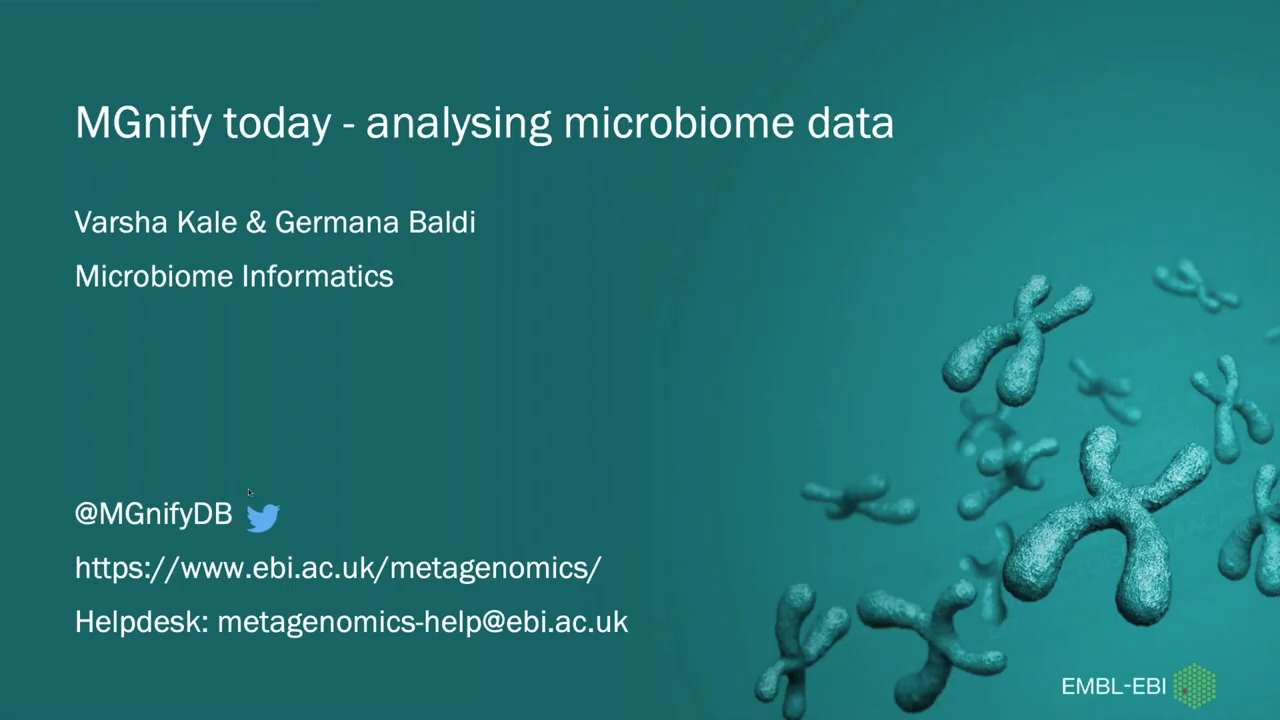 MGnify today - analysing microbiome data
Varsha Kale & Germana Baldi
Microbiome Informatics
@MGnifyDB
https://www.ebi.ac.uk/metagenomics/
Helpdesk: metagenomics-help@ebi.ac.uk
EMBL-EBI